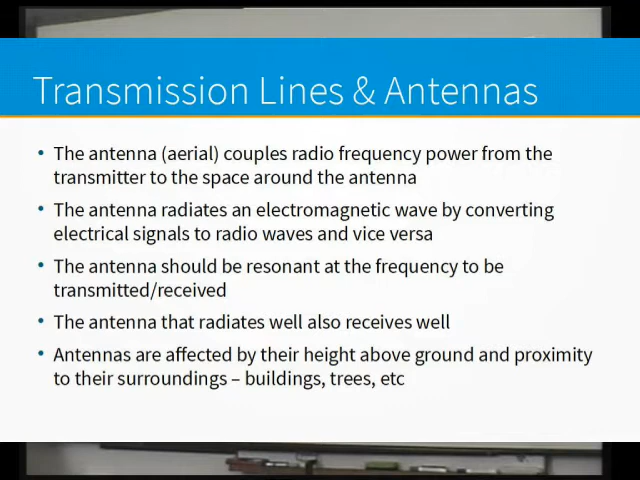 Transmission Lines & Antennas
• The antenna (aerial) couples radio frequency power from the
transmitter to the space around the antenna
• The antenna radiates an electromagnetic wave by converting
electrical signals to radio waves and vice versa
• The antenna should be resonant at the frequency to be
transmitted/received
• The antenna that radiates well also receives well
• Antennas are affected by their height above ground and proximity
to their surroundings – buildings, trees, etc